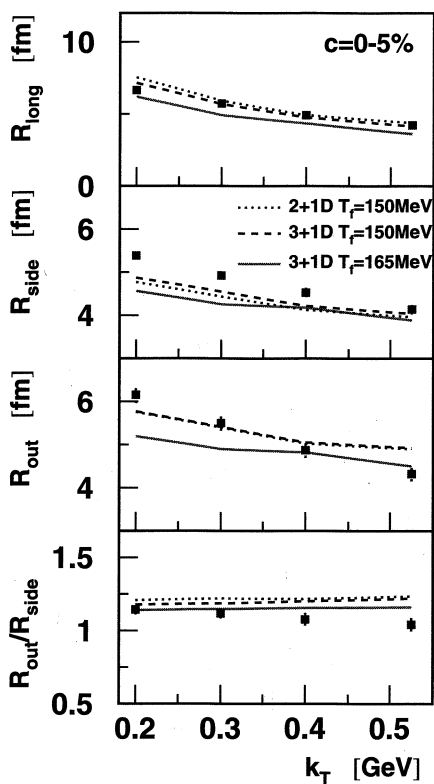 c=0-5%
R_long [fm]
10
0
2+1D T_f=150MeV
3+1D T_f=150MeV
3+1D T_f=165MeV
R_side [fm]
6
4
R_out [fm]
6
4
R_out/R_side
1.5
1
0.5
0.2 0.3 0.4 0.5
k_T [GeV]